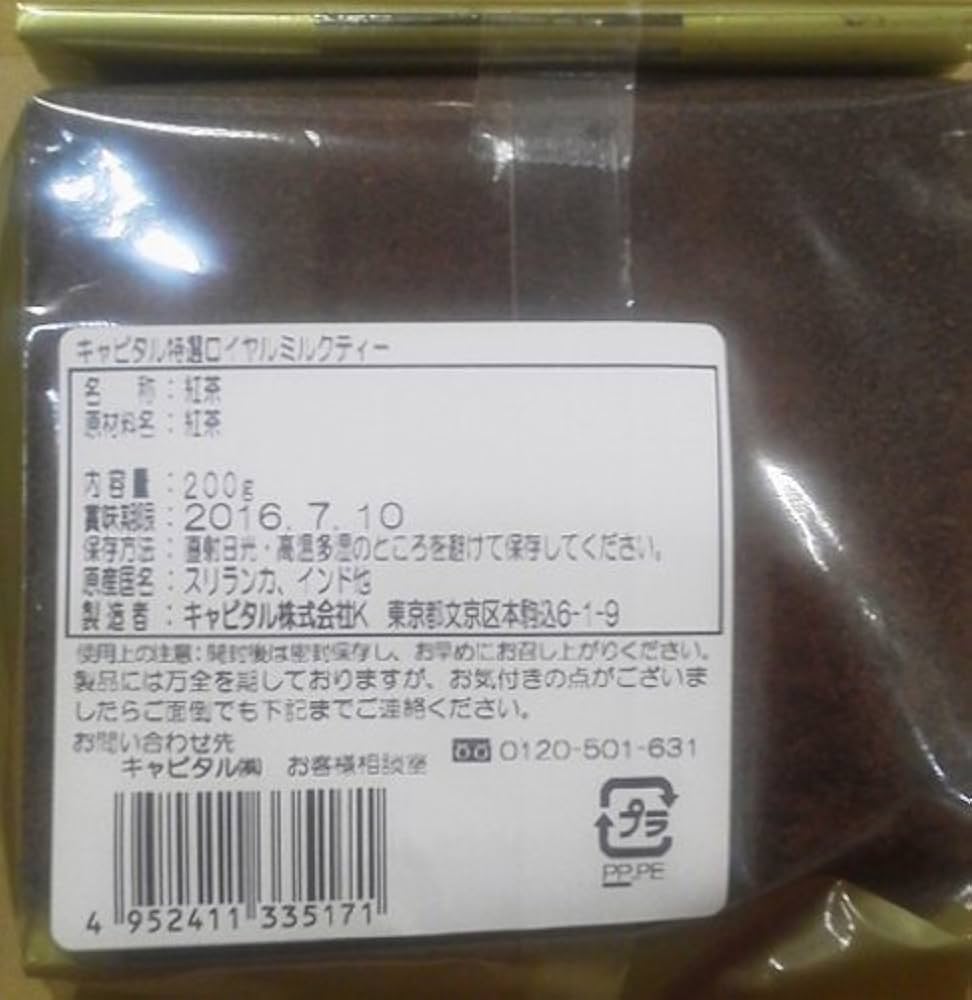 キャピタル特選ロイヤルミルクティー
名　称：紅茶
原材料名：紅茶
内容量：200g
賞味期限：2016.7.10
保存方法：直射日光・高温多湿のところを避けて保存してください。
原産国名：スリランカ、インド他
製造者：キャピタル株式会社K　東京都文京区本駒込6-1-9
使用上の注意：開封後は密封保存し、お早めにお召し上がりください。
製品には万全を期しておりますが、お気付きの点がございま
したらご面倒でも下記までご連絡ください。
お問い合わせ先
キャピタル㈱　お客様相談室　0120-501-631
プラ
PP,PE
4 952411 335171